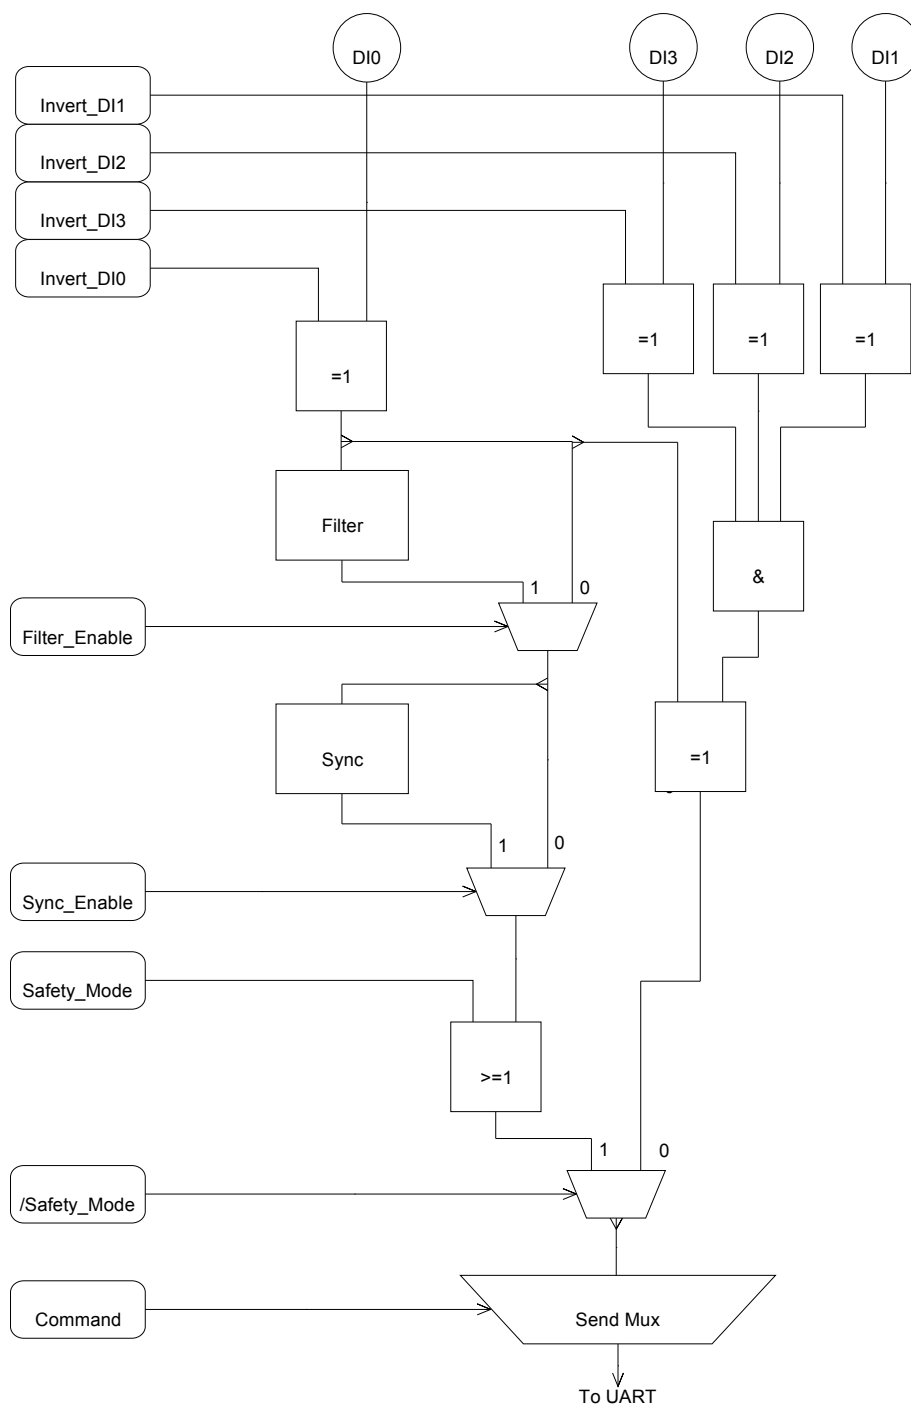 DI0
DI3
DI2
DI1
Invert_DI1
Invert_DI2
Invert_DI3
Invert_DI0
=1
=1
=1
=1
Filter
&
1
0
Filter_Enable
Sync
=1
1
0
Sync_Enable
Safety_Mode
>=1
1
0
/Safety_Mode
Command
Send Mux
To UART